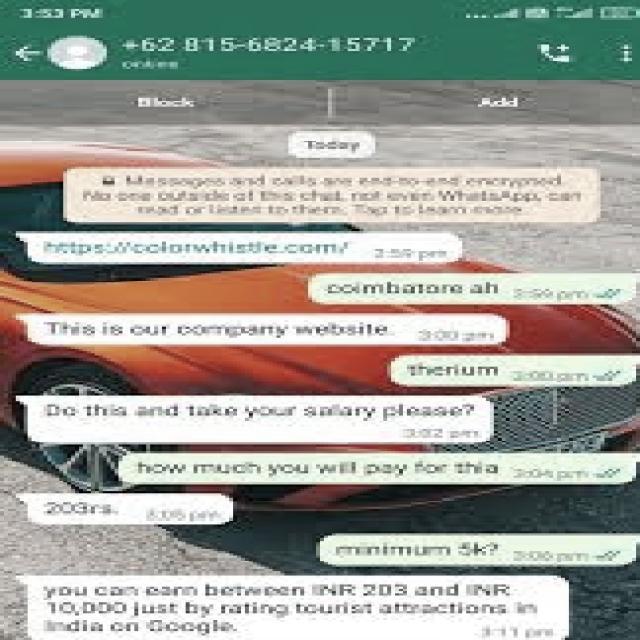 3:53 PM
+62 815-6824-15717
online
Block
Add
Today
Messages and calls are end-to-end encrypted.
No one outside of this chat, not even WhatsApp, can
read or listen to them. Tap to learn more.
https://colorwhistle.com/ 2:59 pm
coimbatore ah 2:59 pm
This is our company website. 3:00 pm
therium 3:00 pm
Do this and take your salary please?
3:02 pm
how much you will pay for thia 3:04 pm
203rs. 3:05 pm
minimum 5k? 3:06 pm
you can earn between INR 203 and INR
10,000 just by rating tourist attractions in
India on Google. 3:11 pm